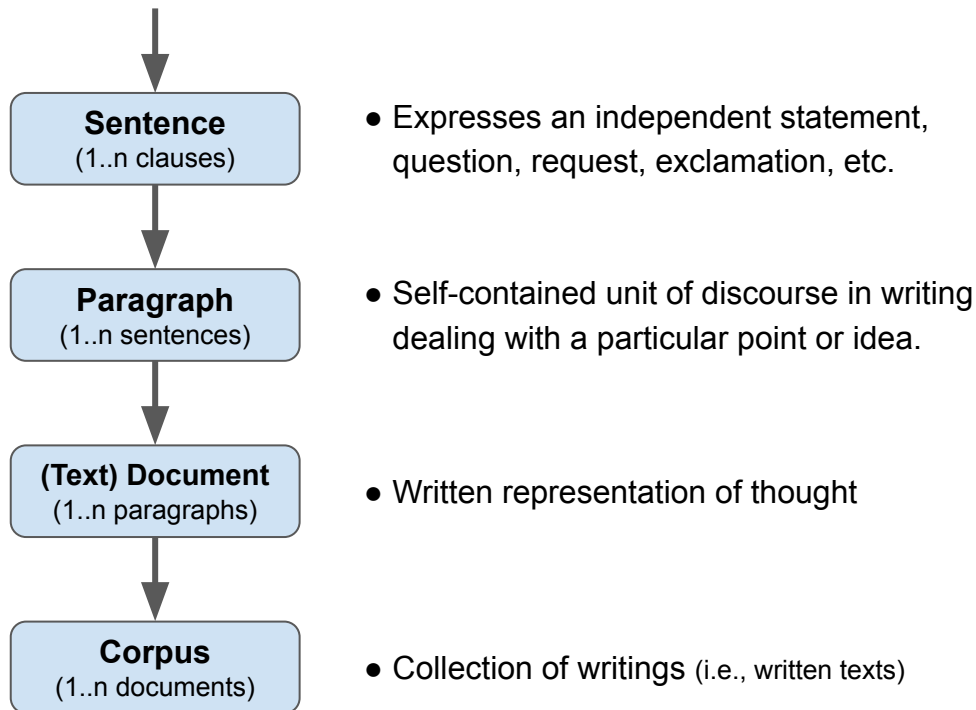 Sentence
(1..n clauses)
● Expresses an independent statement,
question, request, exclamation, etc.
Paragraph
(1..n sentences)
● Self-contained unit of discourse in writing
dealing with a particular point or idea.
(Text) Document
(1..n paragraphs)
● Written representation of thought
Corpus
(1..n documents)
● Collection of writings (i.e., written texts)